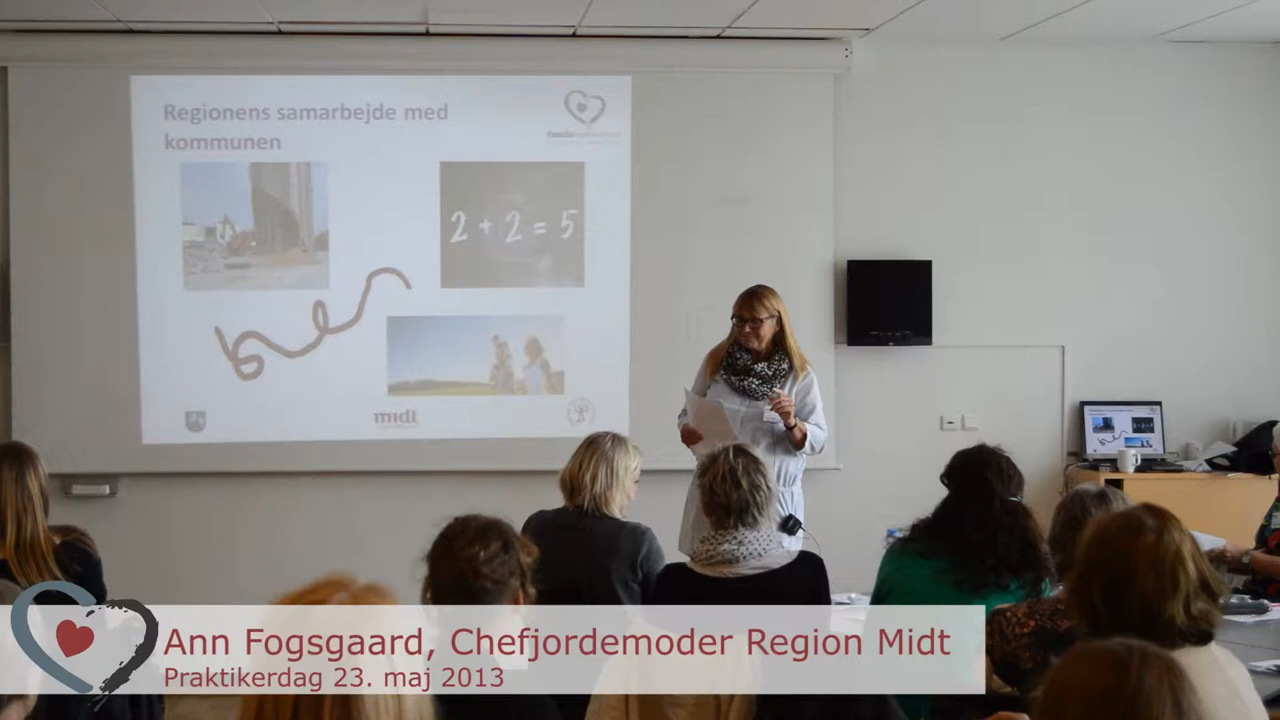 Regionens samarbejde med
kommunen
2 + 2 = 5
midt
Ann Fogsgaard, Chefjordemoder Region Midt
Praktikerdag 23. maj 2013